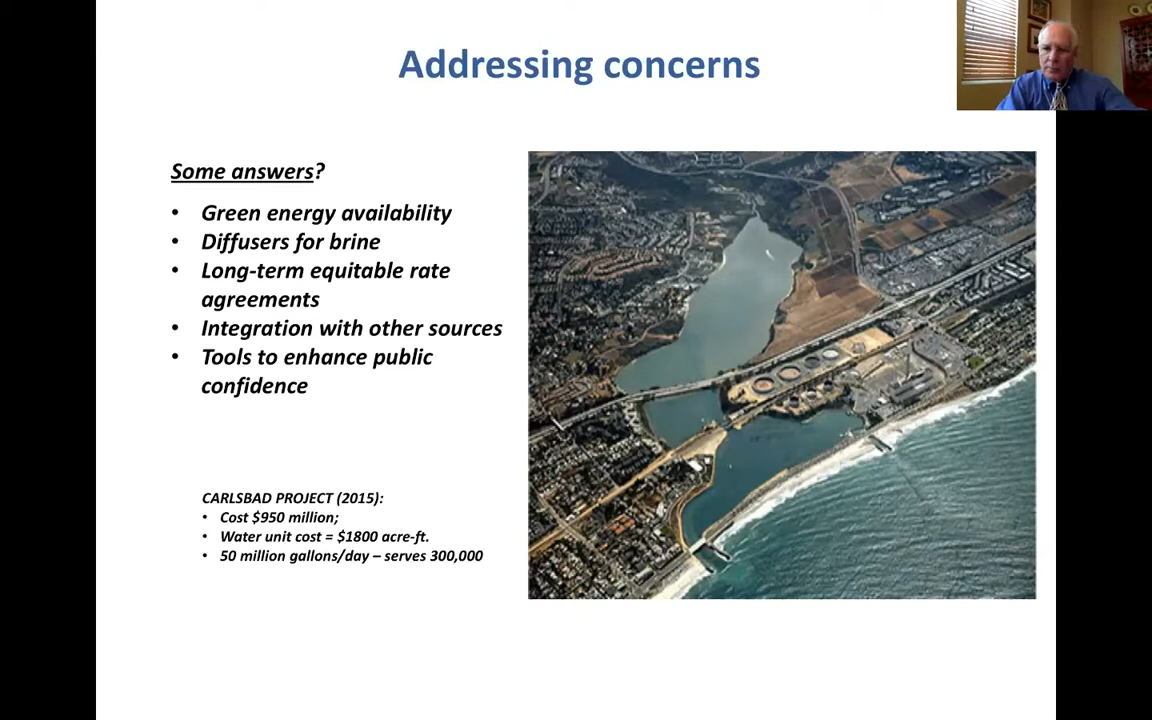 Addressing concerns
Some answers?
• Green energy availability
• Diffusers for brine
• Long-term equitable rate
agreements
• Integration with other sources
• Tools to enhance public
confidence
CARLSBAD PROJECT (2015):
• Cost $950 million;
• Water unit cost = $1800 acre-ft.
• 50 million gallons/day – serves 300,000